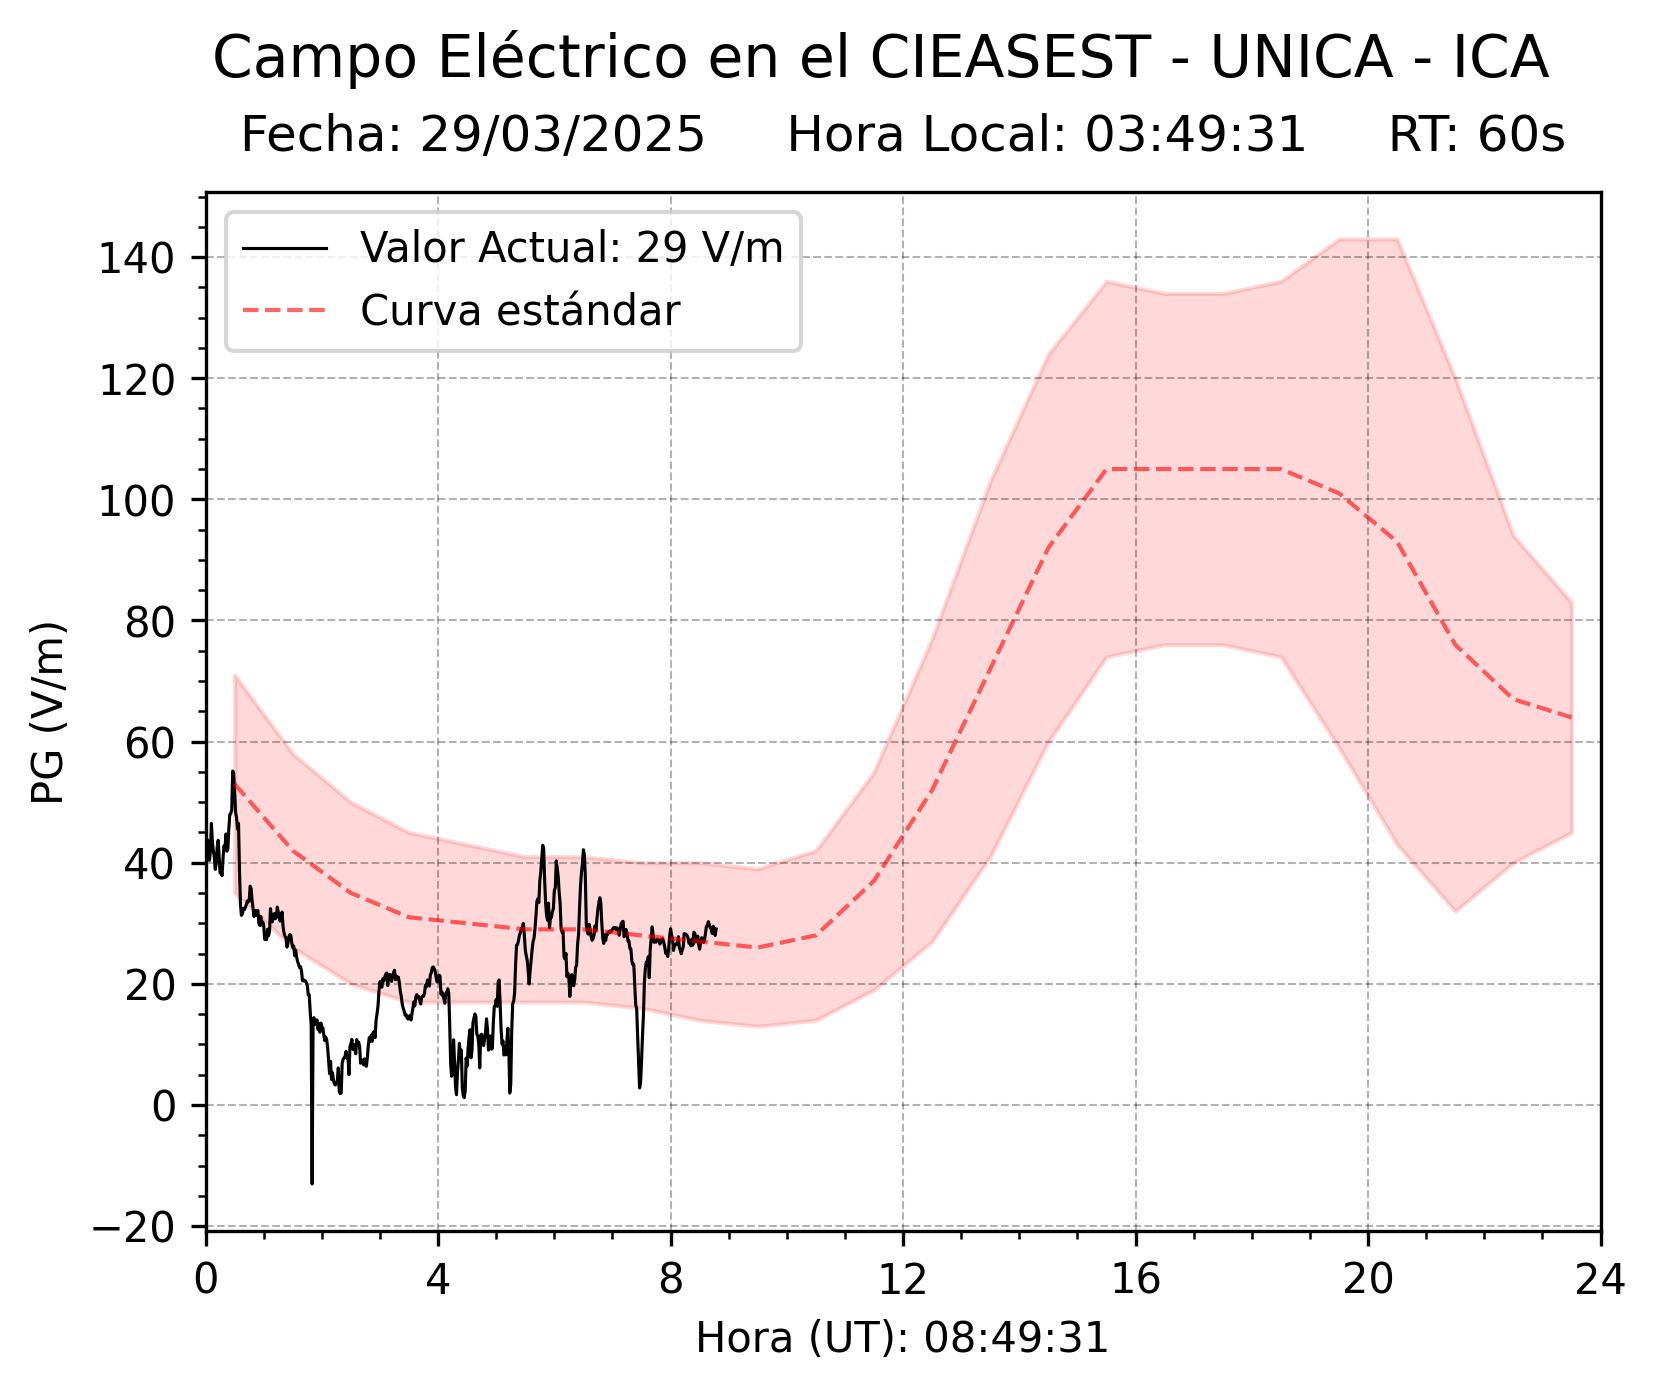 Campo Eléctrico en el CIEASEST - UNICA - ICA
Fecha: 29/03/2025 Hora Local: 03:49:31 RT: 60s
Valor Actual: 29 V/m
Curva estándar
PG (V/m)
140
120
100
80
60
40
20
0
−20
0 4 8 12 16 20 24
Hora (UT): 08:49:31